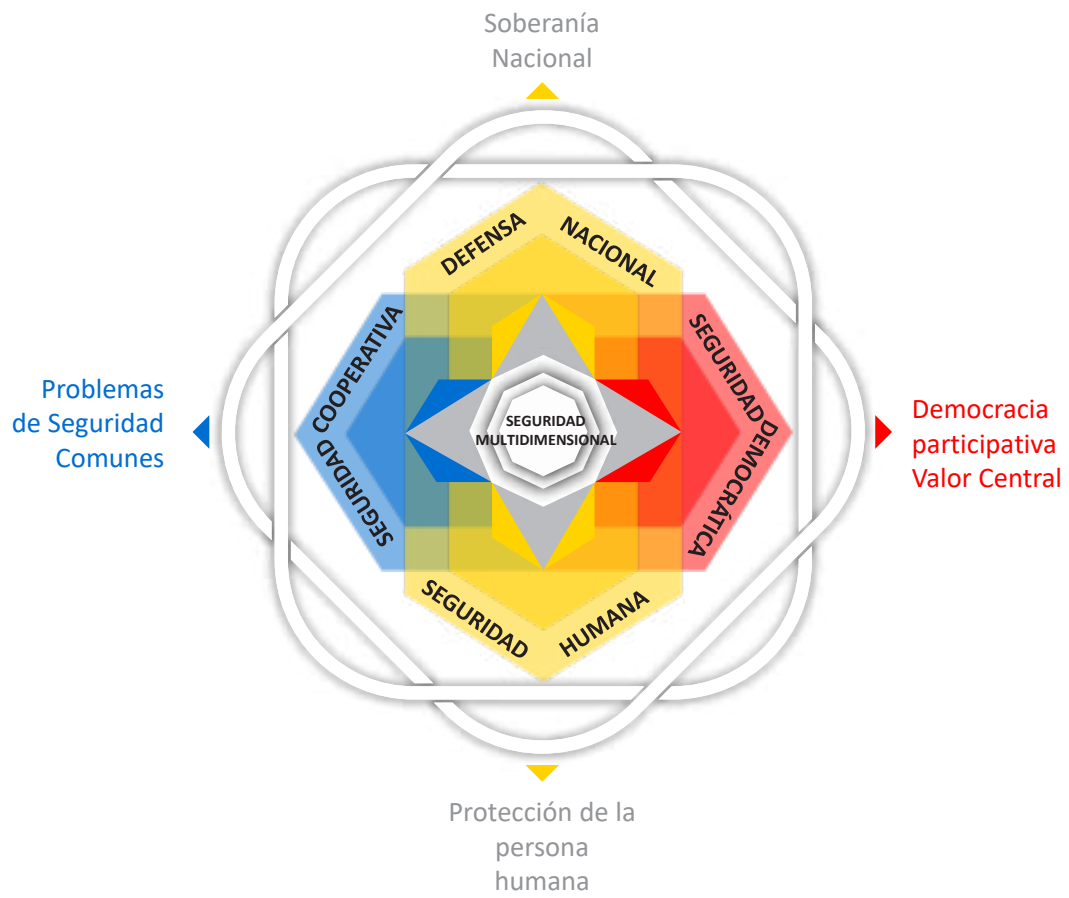 Soberanía
Nacional
DEFENSA NACIONAL
SEGURIDAD COOPERATIVA
SEGURIDAD DEMOCRÁTICA
Problemas
de Seguridad
Comunes
SEGURIDAD
MULTIDIMENSIONAL
Democracia
participativa
Valor Central
SEGURIDAD HUMANA
Protección de la
persona
humana